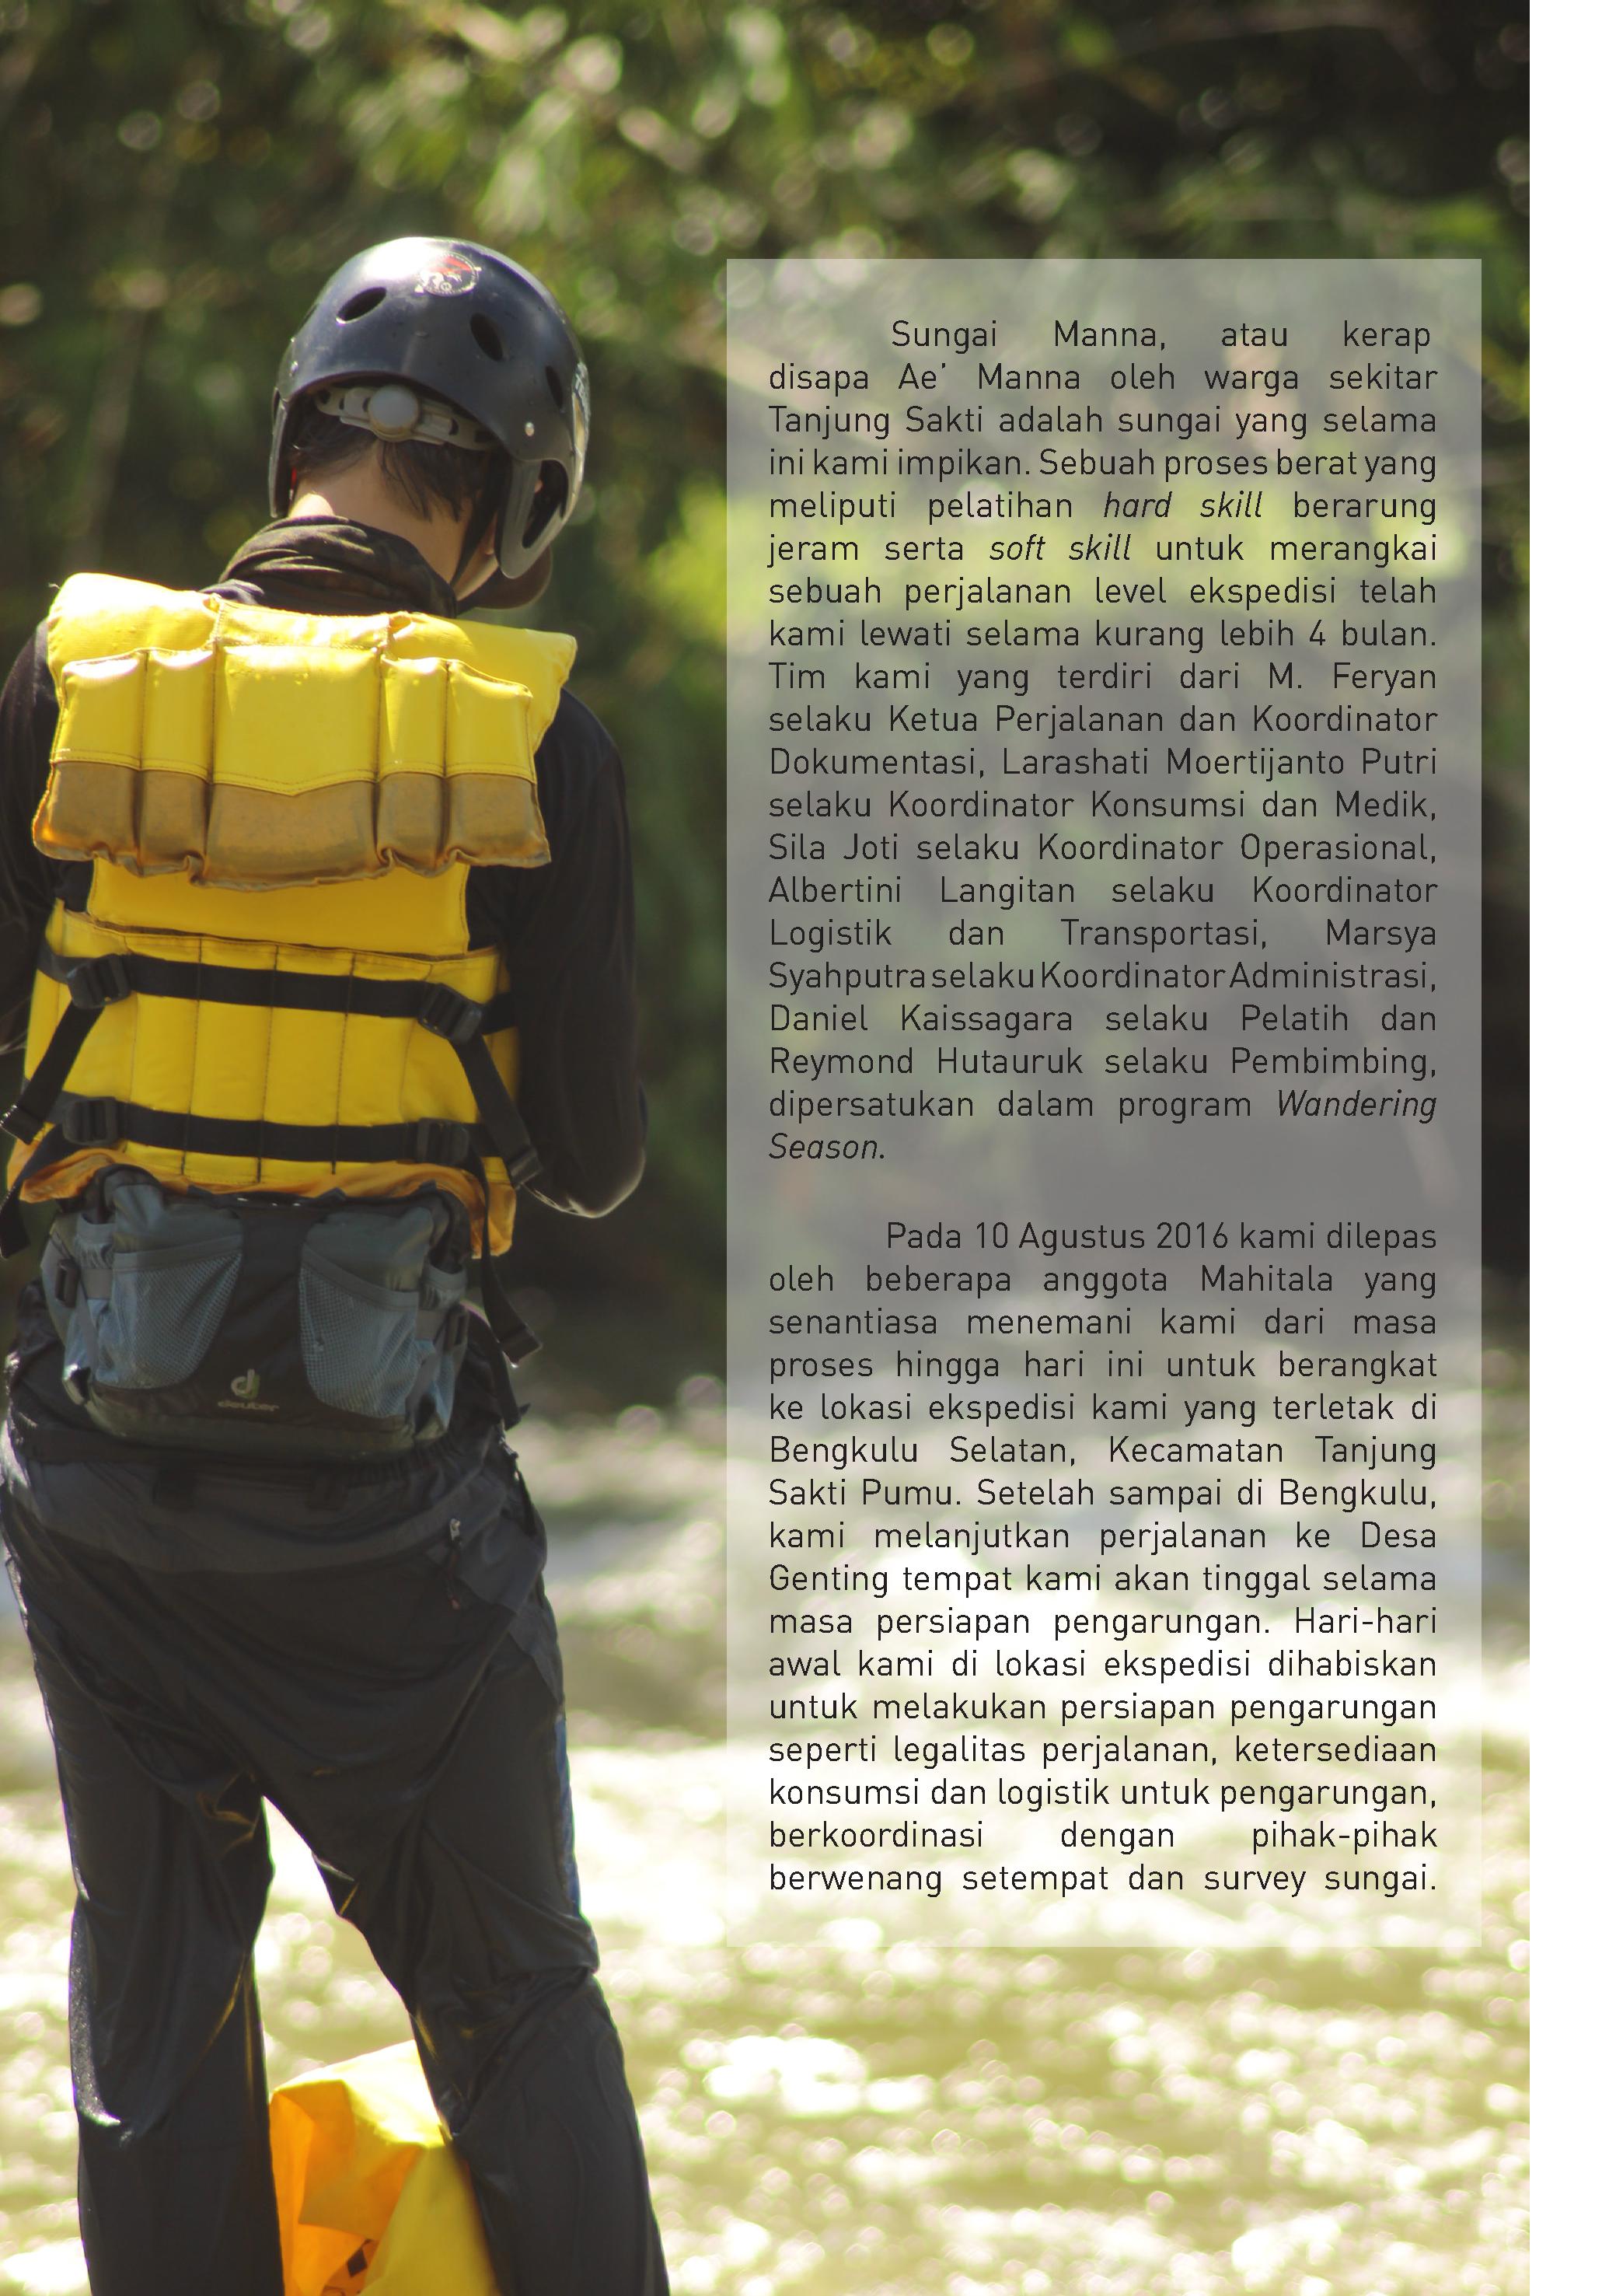 Sungai Manna, atau kerap
disapa Ae' Manna oleh warga sekitar
Tanjung Sakti adalah sungai yang selama
ini kami impikan. Sebuah proses berat yang
meliputi pelatihan hard skill berarung
jeram serta soft skill untuk merangkai
sebuah perjalanan level ekspedisi telah
kami lewati selama kurang lebih 4 bulan.
Tim kami yang terdiri dari M. Feryan
selaku Ketua Perjalanan dan Koordinator
Dokumentasi, Larashati Moertijanto Putri
selaku Koordinator Konsumsi dan Medik,
Sila Joti selaku Koordinator Operasional,
Albertini Langitan selaku Koordinator
Logistik dan Transportasi, Marsya
Syahputra selaku Koordinator Administrasi,
Daniel Kaissagara selaku Pelatih dan
Reymond Hutauruk selaku Pembimbing,
dipersatukan dalam program Wandering
Season.
Pada 10 Agustus 2016 kami dilepas
oleh beberapa anggota Mahitala yang
senantiasa menemani kami dari masa
proses hingga hari ini untuk berangkat
ke lokasi ekspedisi kami yang terletak di
Bengkulu Selatan, Kecamatan Tanjung
Sakti Pumu. Setelah sampai di Bengkulu,
kami melanjutkan perjalanan ke Desa
Genting tempat kami akan tinggal selama
masa persiapan pengarungan. Hari-hari
awal kami di lokasi ekspedisi dihabiskan
untuk melakukan persiapan pengarungan
seperti legalitas perjalanan, ketersediaan
konsumsi dan logistik untuk pengarungan,
berkoordinasi dengan pihak-pihak
berwenang setempat dan survey sungai.
deuter